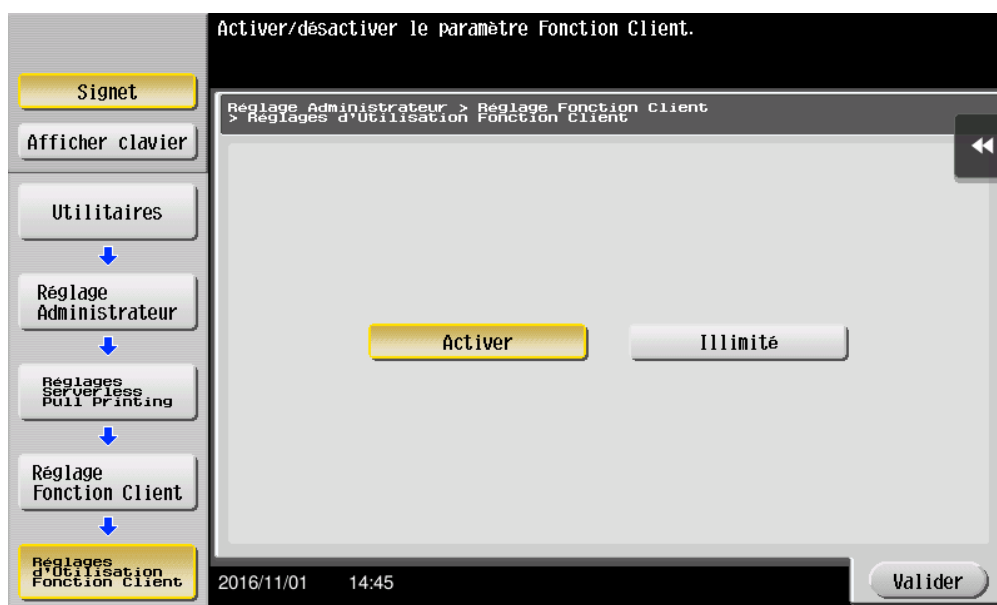 Activer/désactiver le paramètre Fonction Client.
Signet
Afficher clavier
Utilitaires
Réglage
Administrateur
Réglages
Serverless
Pull Printing
Réglage
Fonction Client
Réglages
d'Utilisation
Fonction Client
Réglage Administrateur > Réglage Fonction Client
> Réglages d'Utilisation Fonction Client
Activer
Illimité
2016/11/01 14:45
Valider